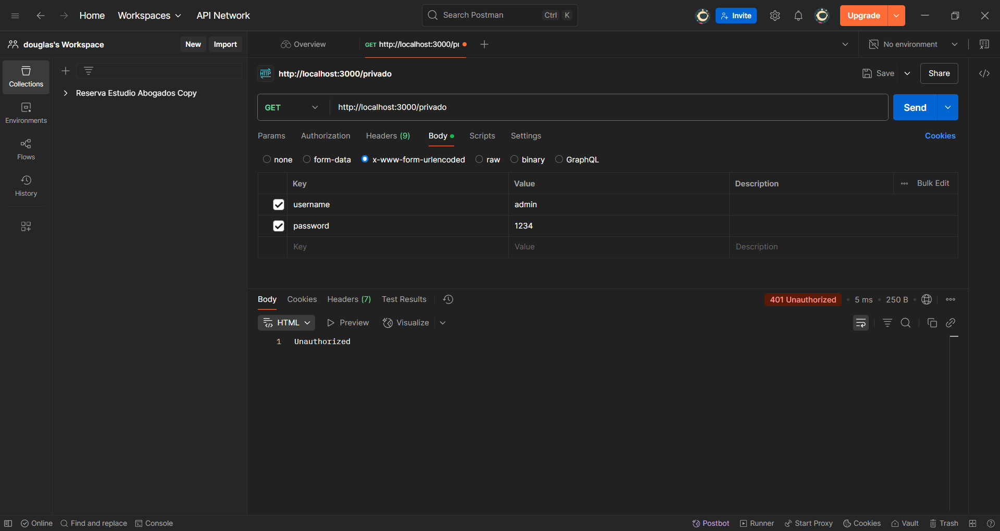 Home Workspaces API Network Search Postman Ctrl K Invite Upgrade
douglas's Workspace New Import Overview GET http://localhost:3000/pı No environment
http://localhost:3000/privado Save Share
Collections
Reserva Estudio Abogados Copy
GET http://localhost:3000/privado Send
Environments
Params Authorization Headers (9) Body Scripts Settings Cookies
Flows
none form-data x-www-form-urlencoded raw binary GraphQL
History
Key Value Description Bulk Edit
username admin
password 1234
Key Value Description
Body Cookies Headers (7) Test Results 401 Unauthorized 5 ms 250 B
HTML Preview Visualize
1 Unauthorized
Online Find and replace Console Postbot Runner Start Proxy Cookies Vault Trash